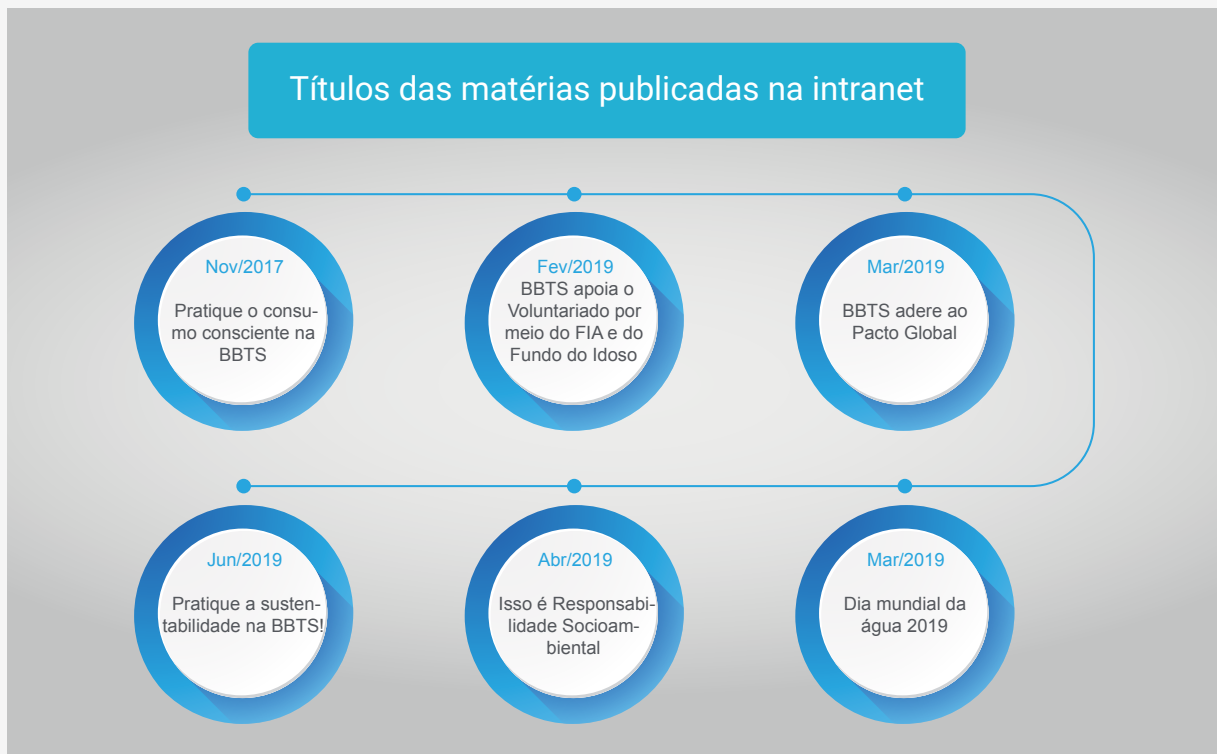 Títulos das matérias publicadas na intranet
Nov/2017
Pratique o consu-
mo consciente na
BBTS
Fev/2019
BBTS apoia o
Voluntariado por
meio do FIA e do
Fundo do Idoso
Mar/2019
BBTS adere ao
Pacto Global
Mar/2019
Dia mundial da
água 2019
Abr/2019
Isso é Responsabi-
lidade Socioam-
biental
Jun/2019
Pratique a susten-
tabilidade na BBTS!